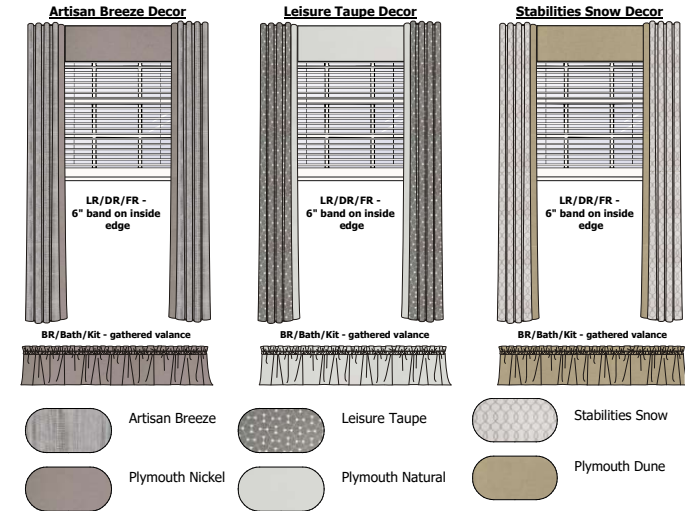 Artisan Breeze Decor
Leisure Taupe Decor
Stabilities Snow Decor
LR/DR/FR -
6" band on inside
edge
LR/DR/FR -
6" band on inside
edge
LR/DR/FR -
6" band on inside
edge
BR/Bath/Kit - gathered valance
BR/Bath/Kit - gathered valance
BR/Bath/Kit - gathered valance
Artisan Breeze
Leisure Taupe
Stabilities Snow
Plymouth Nickel
Plymouth Natural
Plymouth Dune